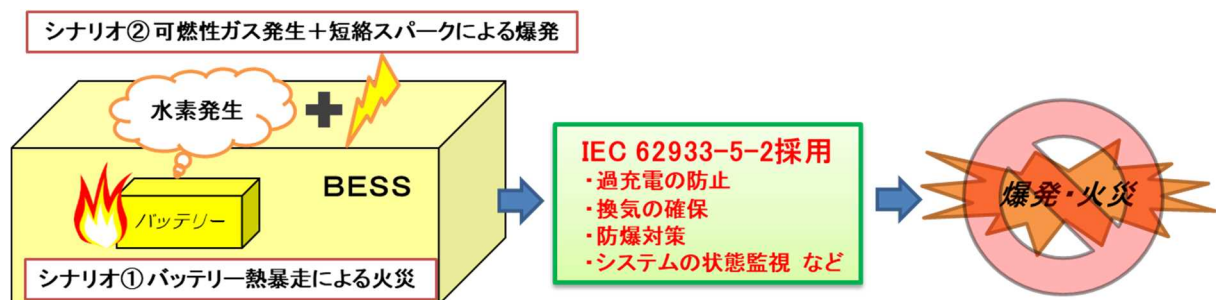 シナリオ②可燃性ガス発生＋短絡スパークによる爆発
水素発生
BESS
バッテリー
シナリオ①バッテリー熱暴走による火災
IEC 62933-5-2採用
・過充電の防止
・換気の確保
・防爆対策
・システムの状態監視 など
爆発・火災